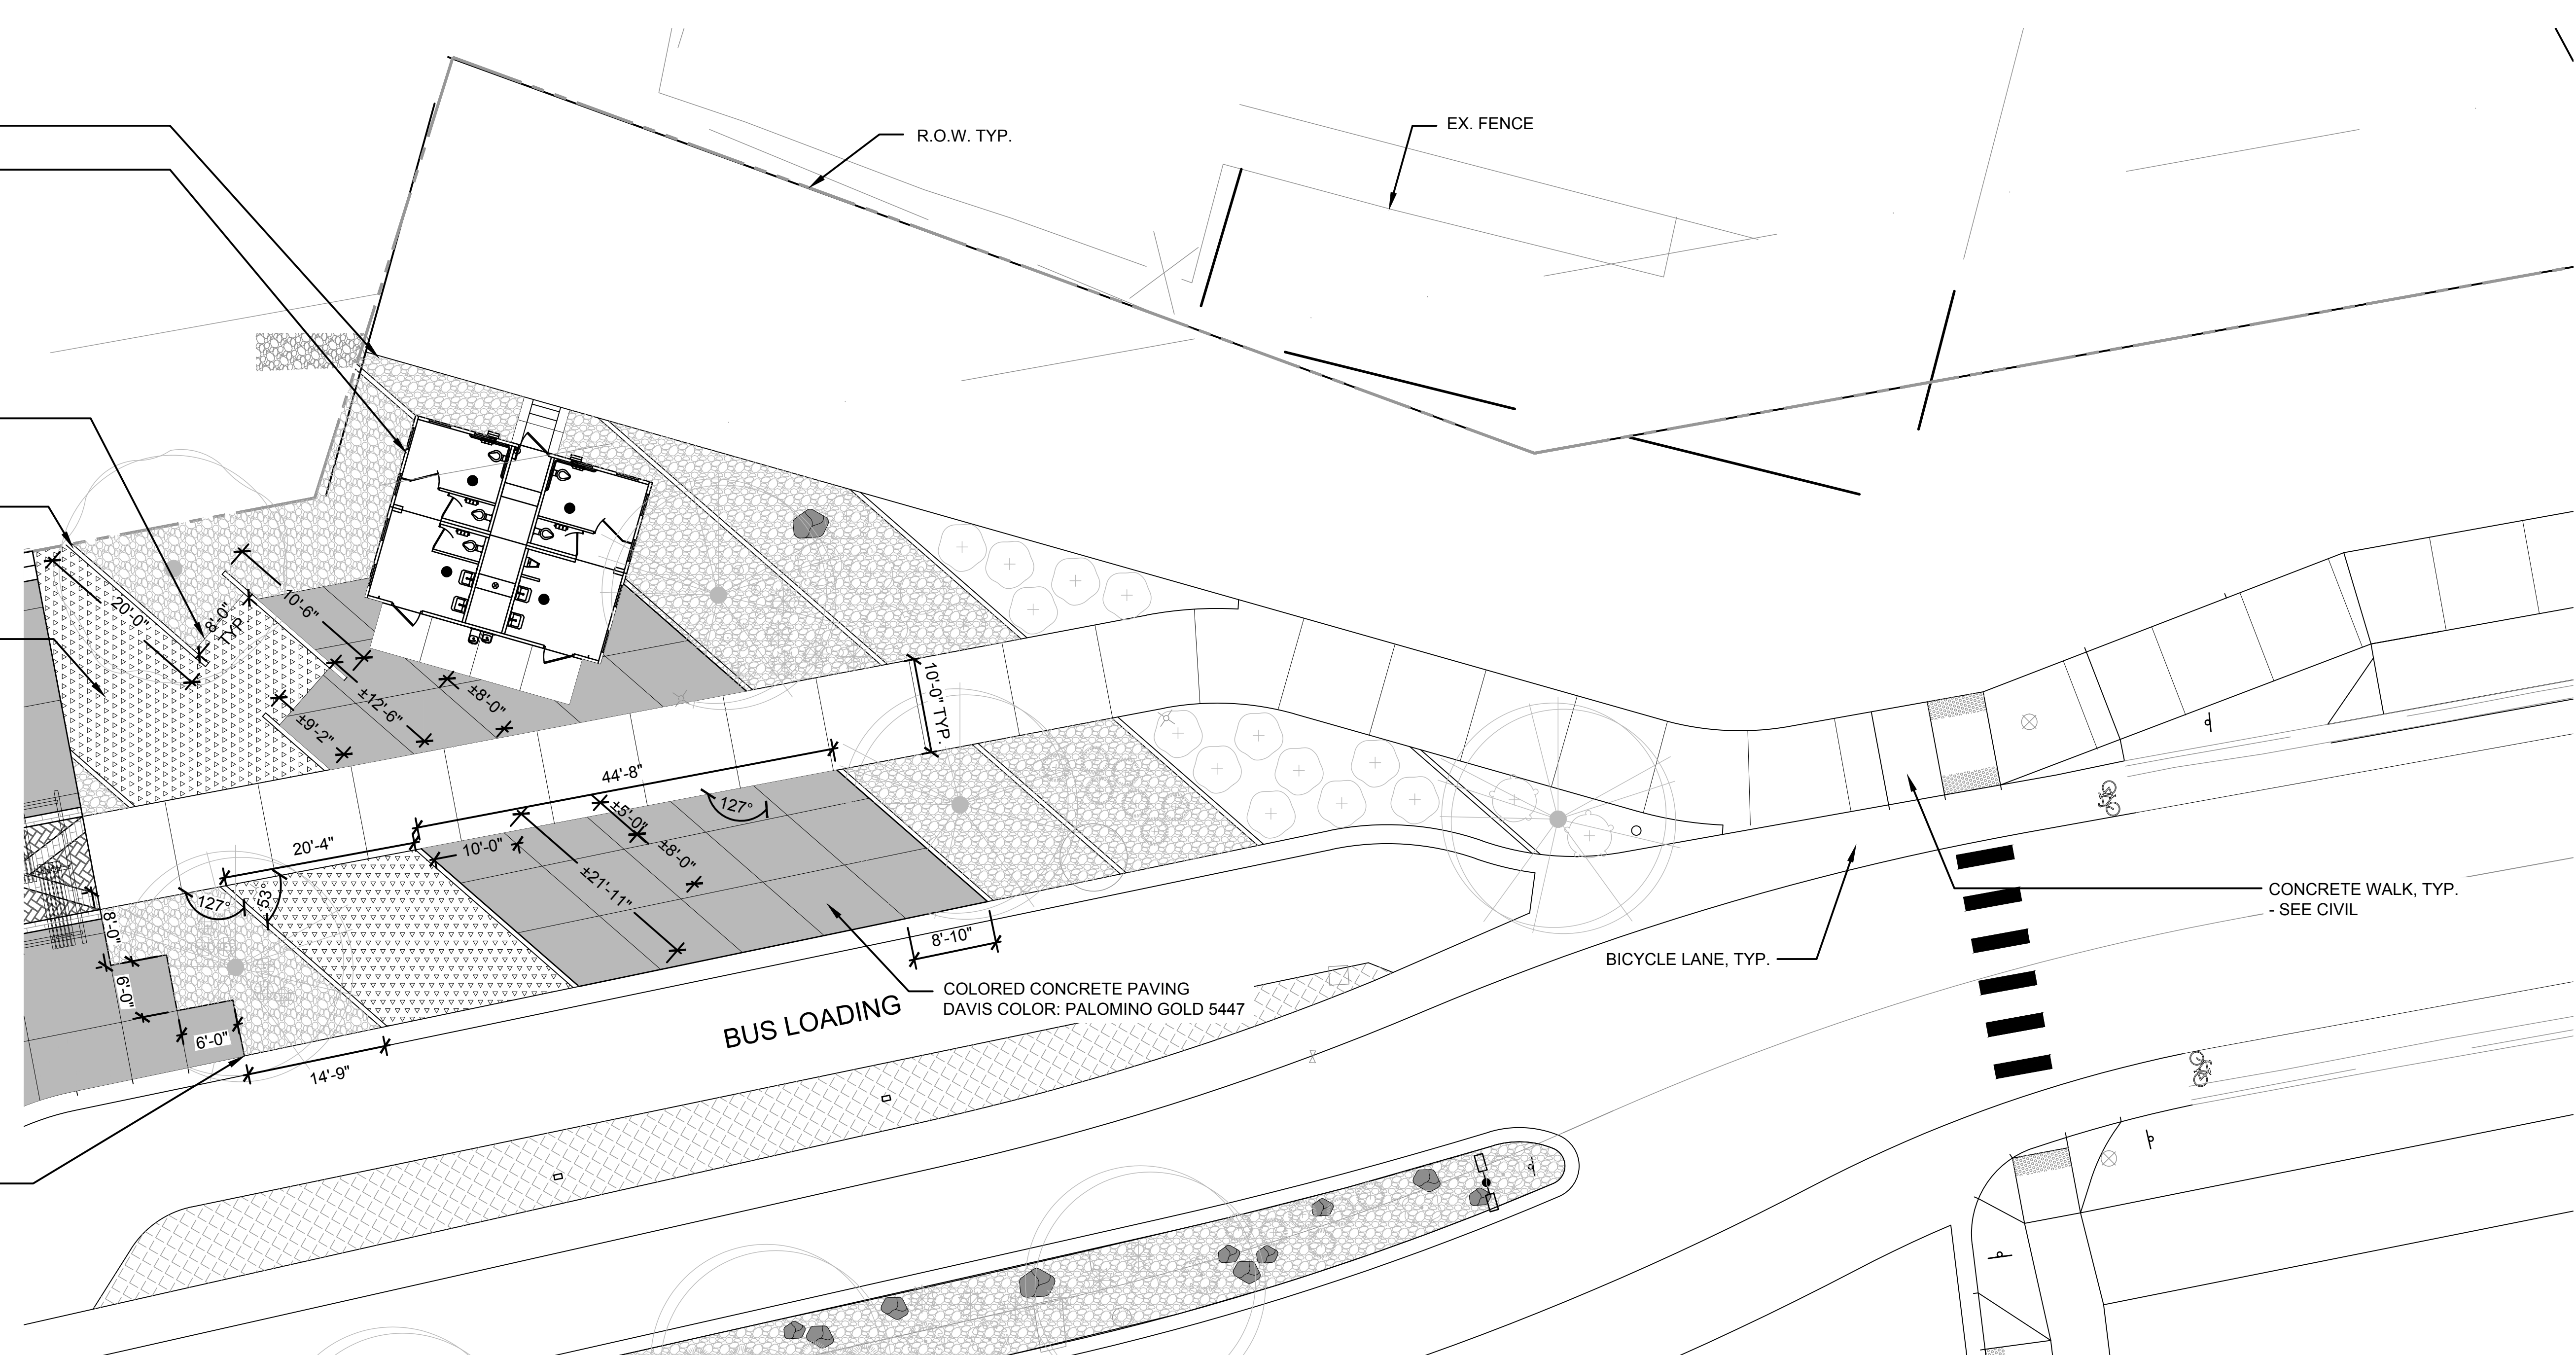 R.O.W. TYP.
EX. FENCE
20'-0"
8'-0"
TYP.
10'-6"
±12'-6"
±8'-0"
±9'-2"
10'-0" TYP.
44'-8"
20'-4"
10'-0"
±5'-0"
127°
±8'-0"
±21'-11"
127°
53°
8'-0"
6'-0"
6'-0"
14'-9"
8'-10"
COLORED CONCRETE PAVING
DAVIS COLOR: PALOMINO GOLD 5447
BUS LOADING
BICYCLE LANE, TYP.
CONCRETE WALK, TYP.
- SEE CIVIL